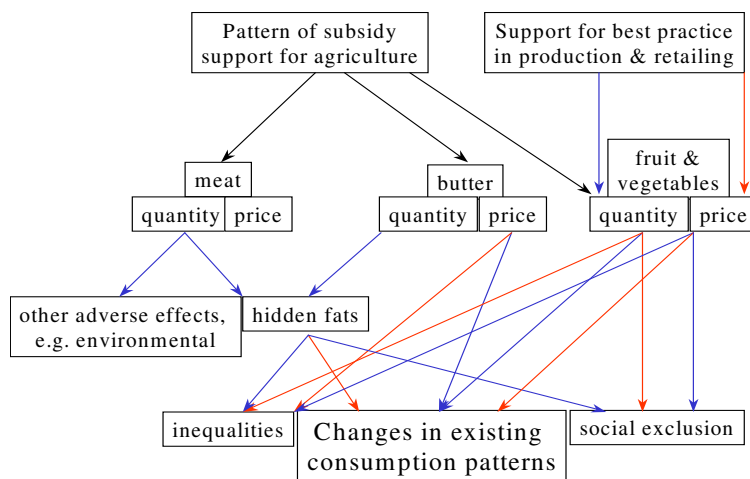 Pattern of subsidy
support for agriculture
Support for best practice
in production & retailing
meat
quantity
price
butter
quantity
price
fruit &
vegetables
quantity
price
other adverse effects,
e.g. environmental
hidden fats
inequalities
Changes in existing
consumption patterns
social exclusion